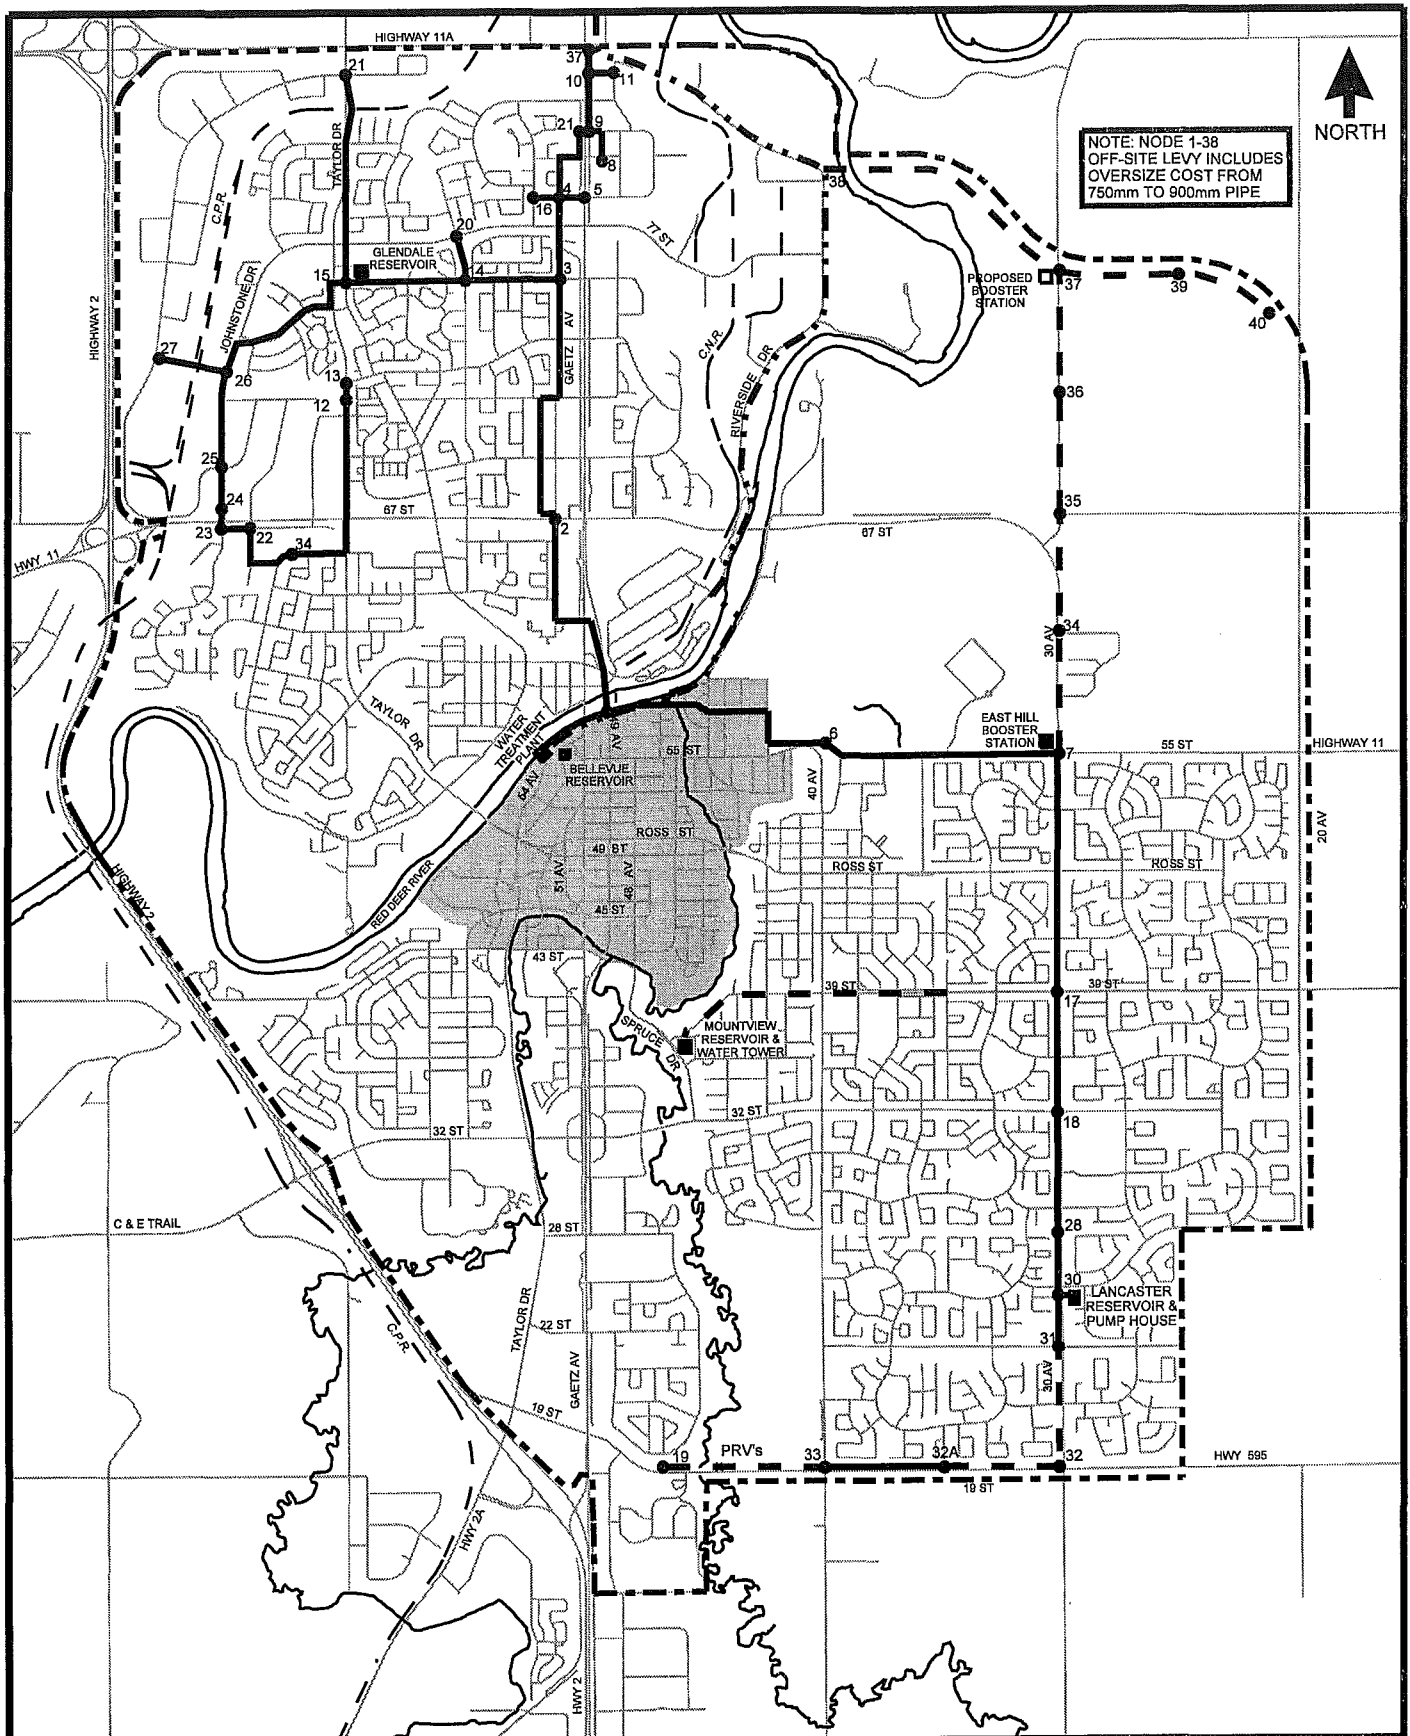 HIGHWAY 11A
37
21
10
11
NORTH
TAYLOR DR
21
9
NOTE: NODE 1-38
OFF-SITE LEVY INCLUDES
OVERSIZE COST FROM
750mm TO 900mm PIPE
8
38
C.P.R.
16
4
5
20
77 ST
GLENDALE
RESERVOIR
15
14
3
PROPOSED
BOOSTER
STATION
37
39
40
HIGHWAY 2
JOHNSTONE DR
GAETZ AV
C.N.R.
RIVERSIDE DR
27
26
13
12
36
25
24
67 ST
2
35
23
22
34
67 ST
HWY 11
34
30 AV
TAYLOR DR
WATER
TREATMENT
PLANT
49 AV
6
EAST HILL
BOOSTER
STATION
7
55 ST
HIGHWAY 11
55 ST
BELLEVUE
RESERVOIR
54 AV
40 AV
20 AV
ROSS ST
49 ST
ROSS ST
ROSS ST
51 AV
48 AV
HIGHWAY 2
RED DEER RIVER
45 ST
43 ST
39 ST
39 ST
17
SPRUCE DR
MOUNTVIEW
RESERVOIR &
WATER TOWER
32 ST
32 ST
18
C & E TRAIL
28 ST
28
30
LANCASTER
RESERVOIR &
PUMP HOUSE
TAYLOR DR
22 ST
31
C.P.R.
GAETZ AV
30 AV
19 ST
19
PRV's
33
32A
32
HWY 595
19 ST
HWY 2A
HWY 2